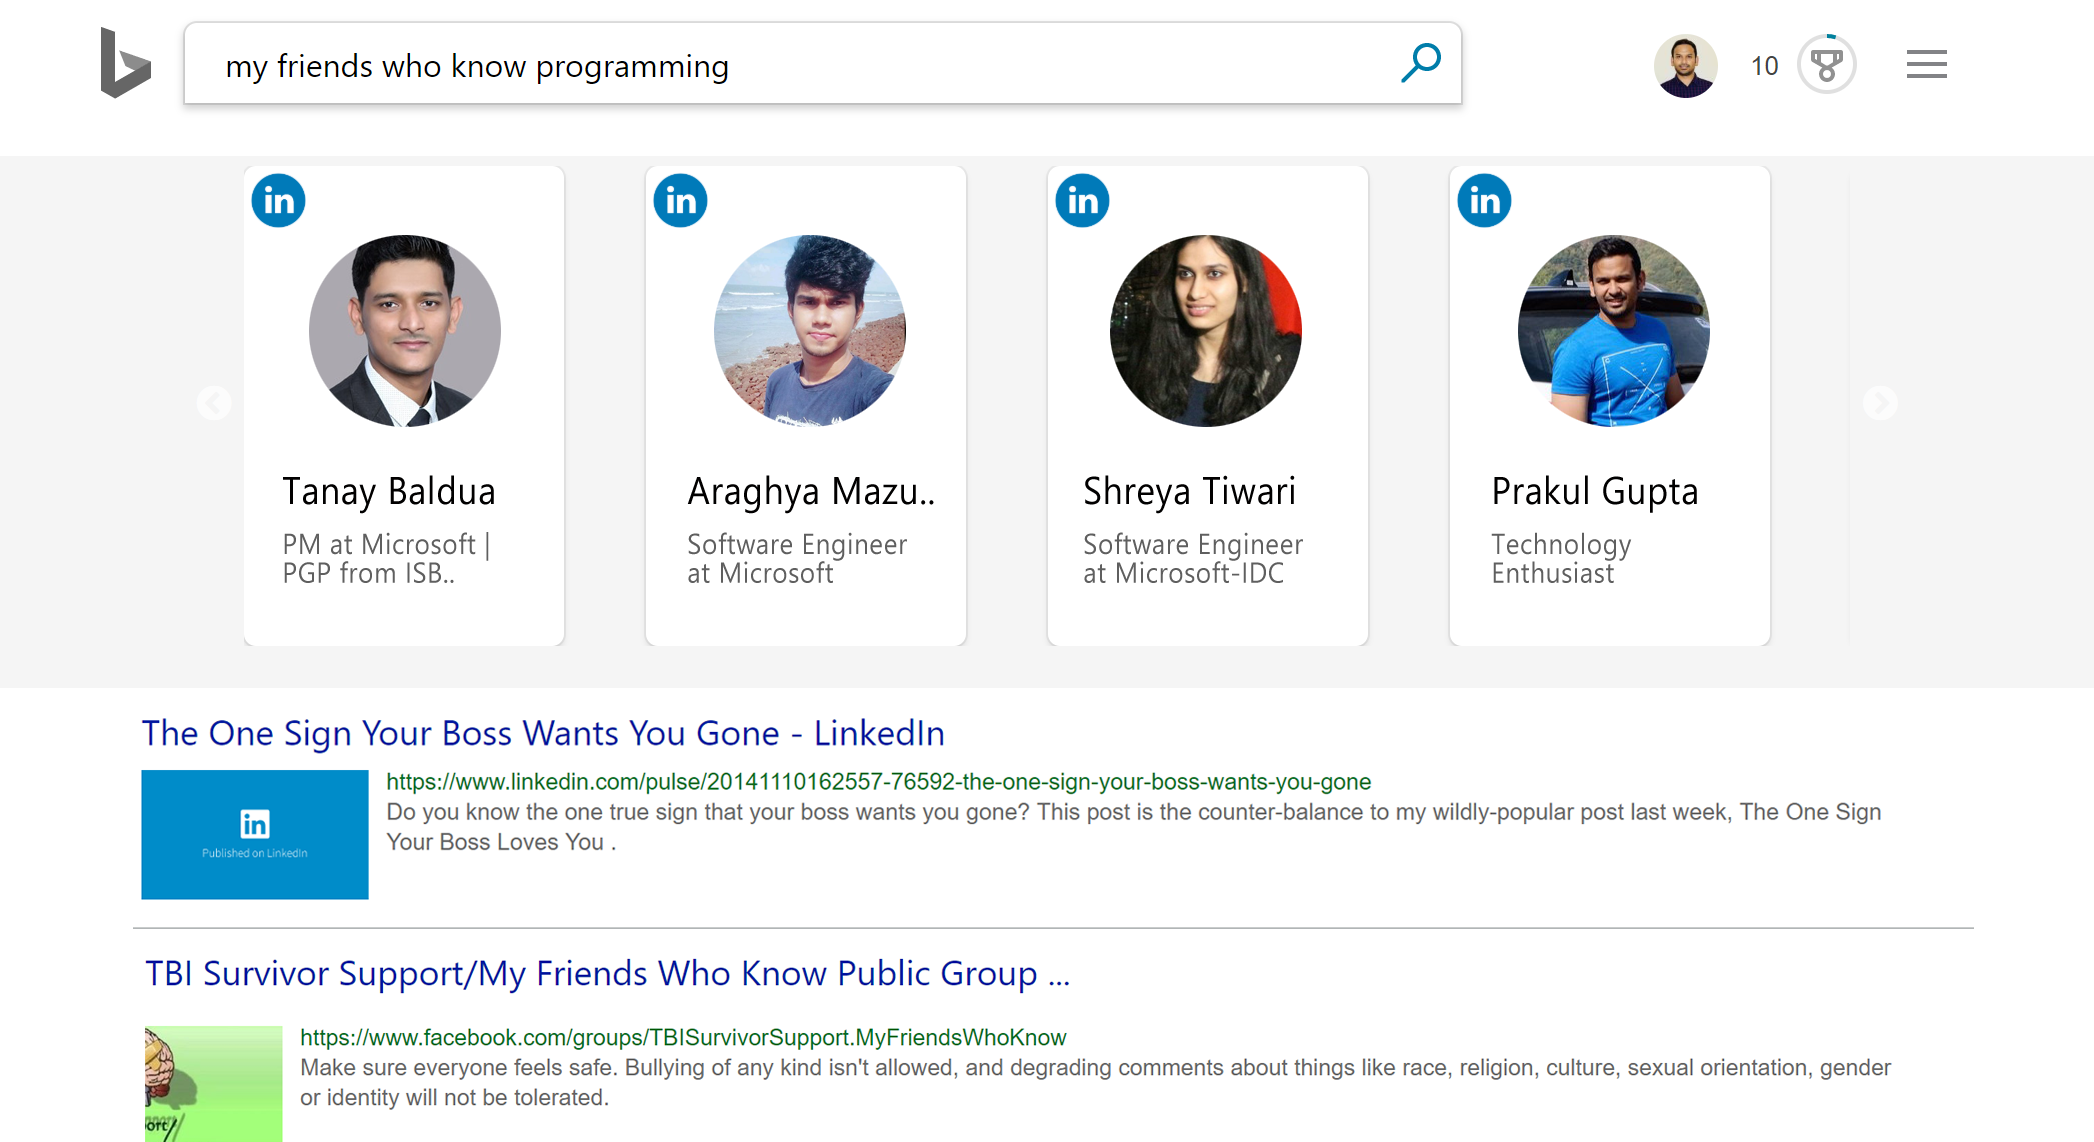 my friends who know programming
10
in
in
in
in
Tanay Baldua
PM at Microsoft |
PGP from ISB..
Araghya Mazu..
Software Engineer
at Microsoft
Shreya Tiwari
Software Engineer
at Microsoft-IDC
Prakul Gupta
Technology
Enthusiast
The One Sign Your Boss Wants You Gone - LinkedIn
in
Published on LinkedIn
https://www.linkedin.com/pulse/20141110162557-76592-the-one-sign-your-boss-wants-you-gone
Do you know the one true sign that your boss wants you gone? This post is the counter-balance to my wildly-popular post last week, The One Sign
Your Boss Loves You .
TBI Survivor Support/My Friends Who Know Public Group ...
https://www.facebook.com/groups/TBISurvivorSupport.MyFriendsWhoKnow
Make sure everyone feels safe. Bullying of any kind isn't allowed, and degrading comments about things like race, religion, culture, sexual orientation, gender
or identity will not be tolerated.
ort/